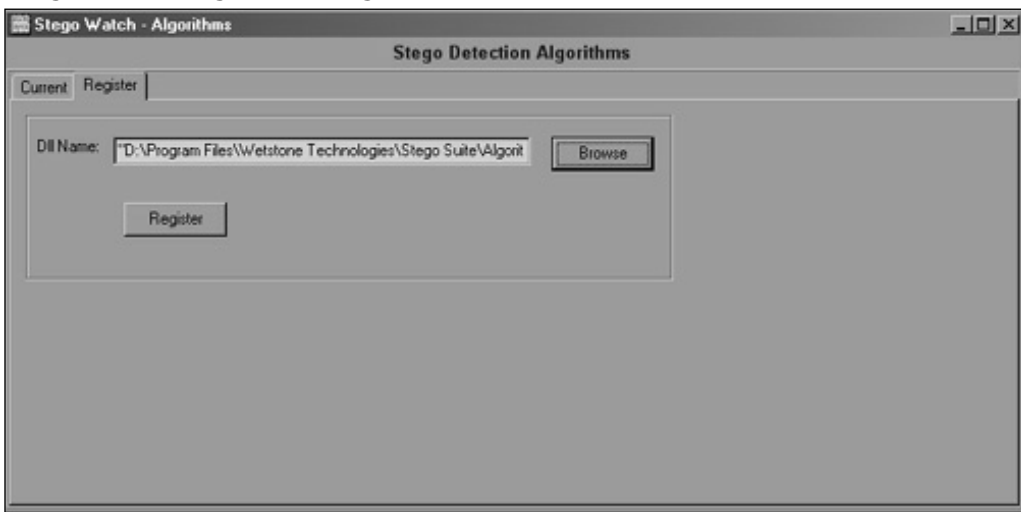 Stego Watch - Algorithms
Stego Detection Algorithms
Current Register
Dll Name: "D:\Program Files\Wetstone Technologies\Stego Suite\Algorit Browse
Register